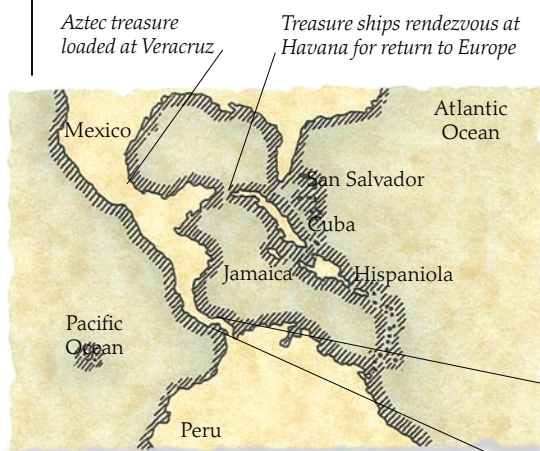 Aztec treasure
loaded at Veracruz
Treasure ships rendezvous at
Havana for return to Europe
Mexico
Atlantic
Ocean
San Salvador
Cuba
Jamaica
Hispaniola
Pacific
Ocean
Peru